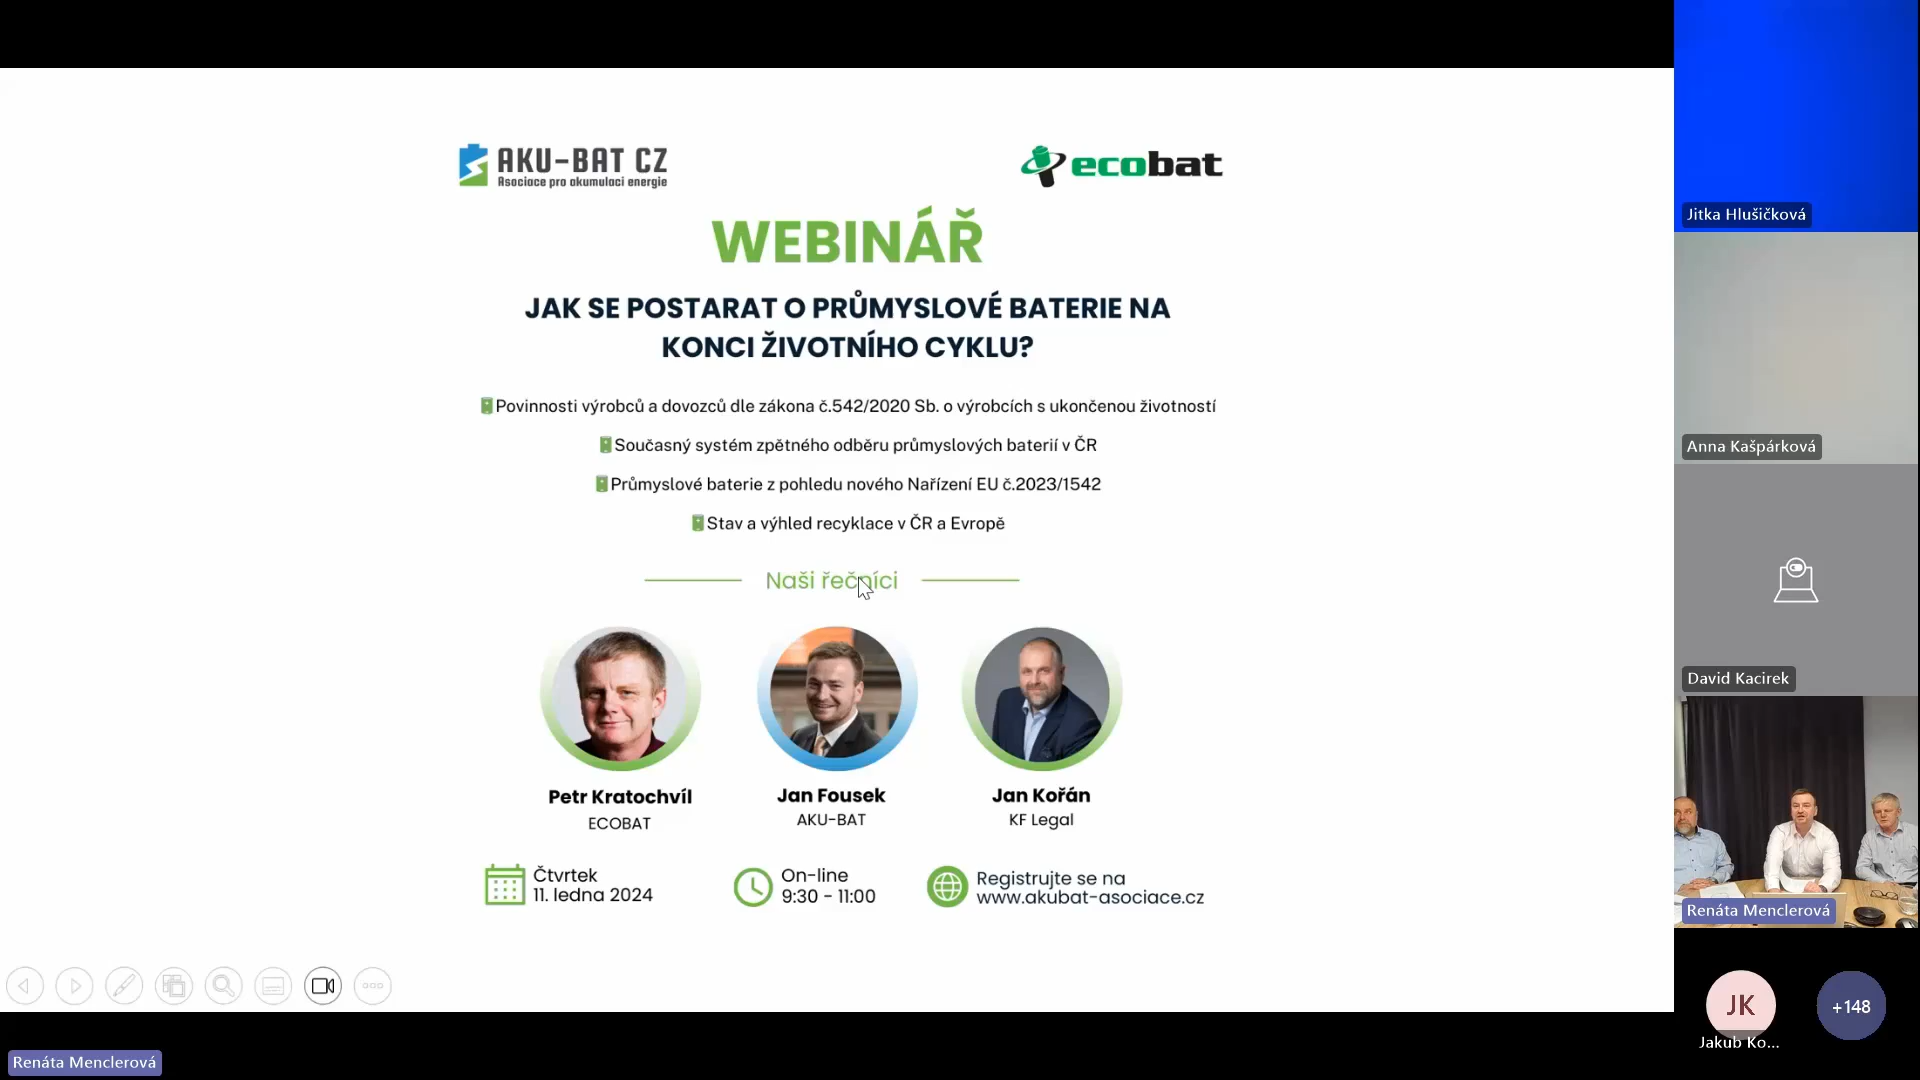 AKU-BAT CZ
Asociace pro akumulaci energie
ecobat
WEBINÁŘ
JAK SE POSTARAT O PRŮMYSLOVÉ BATERIE NA
KONCI ŽIVOTNÍHO CYKLU?
Povinnosti výrobců a dovozců dle zákona č.542/2020 Sb. o výrobcích s ukončenou životností
Současný systém zpětného odběru průmyslových baterií v ČR
Průmyslové baterie z pohledu nového Nařízení EU č.2023/1542
Stav a výhled recyklace v ČR a Evropě
Naši řečníci
Petr Kratochvíl
ECOBAT
Jan Fousek
AKU-BAT
Jan Kořán
KF Legal
Čtvrtek
11. ledna 2024
On-line
9:30 - 11:00
Registrujte se na
www.akubat-asociace.cz
Renáta Menclerová
Jitka Hlušičková
Anna Kašpárková
David Kacirek
Renáta Menclerová
JK
Jakub Ko...
+148